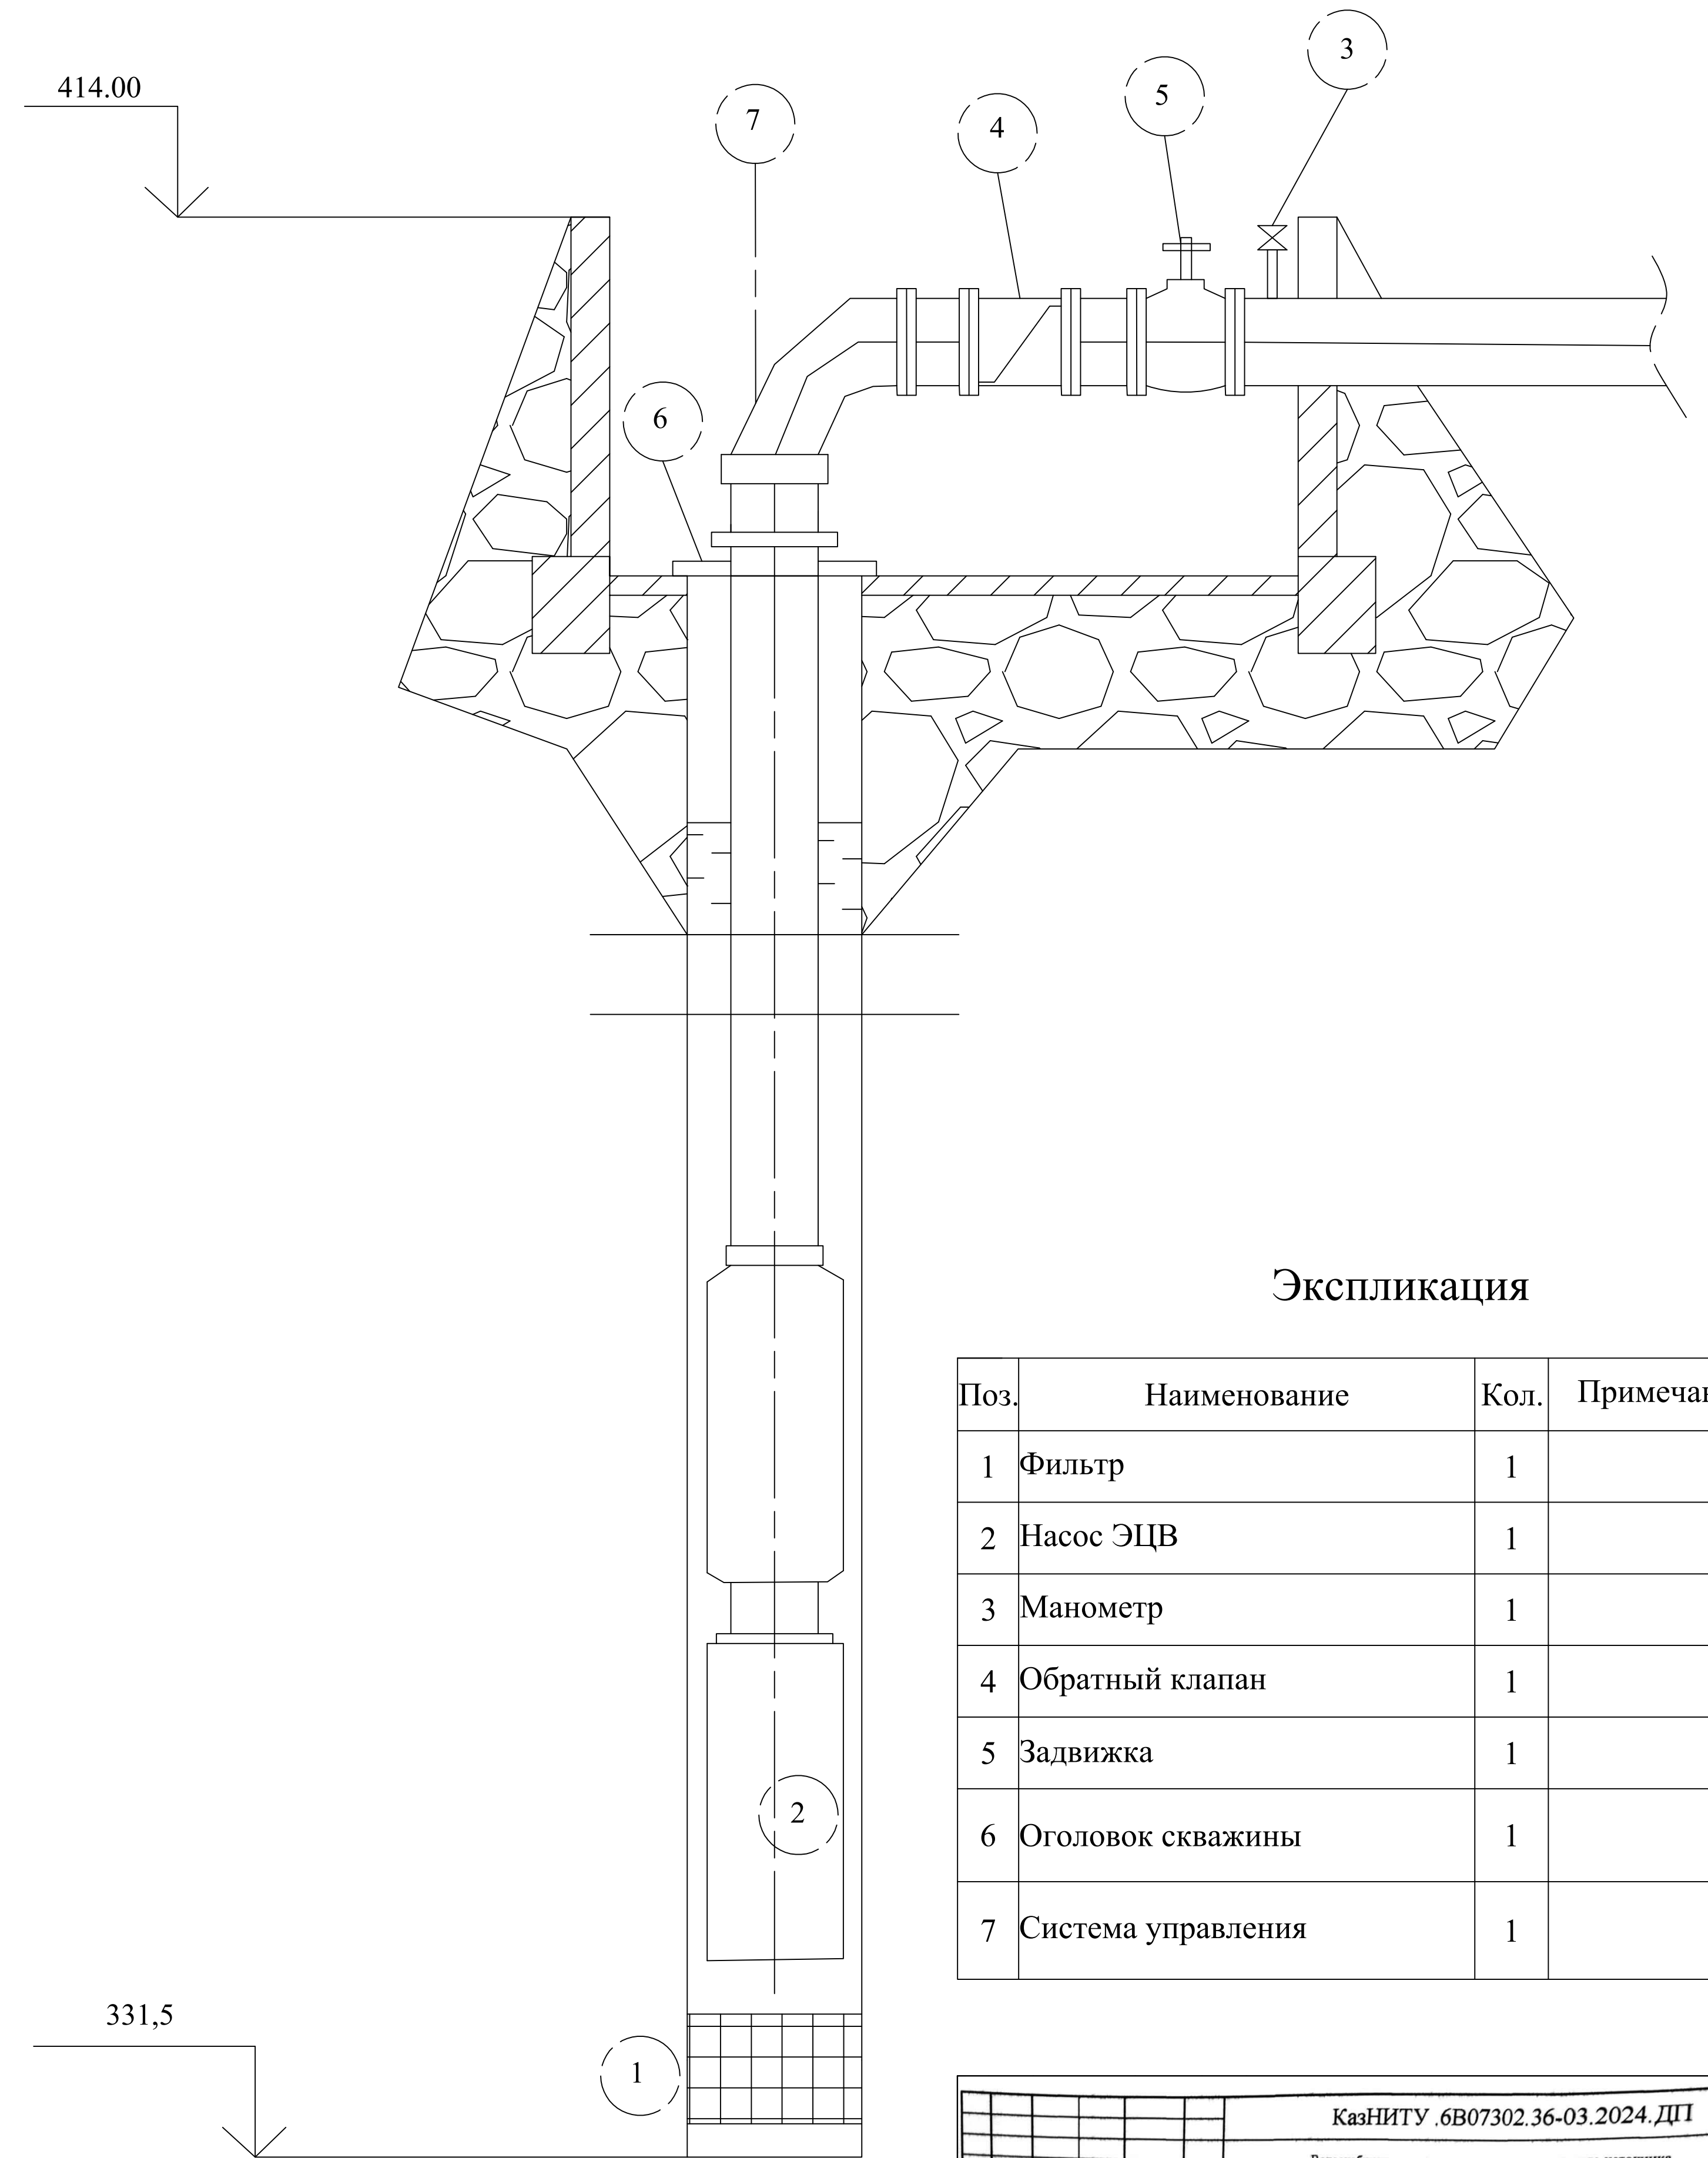 3
414.00
5
7
4
6
Экспликация
Поз. Наименование Кол.
1 Фильтр 1
2 Насос ЭЦВ 1
3 Манометр 1
4 Обратный клапан 1
5 Задвижка 1
2
6 Оголовок скважины 1
7 Система управления 1
331,5
1
КазНИТУ .6В07302.36-03.2024.ДП